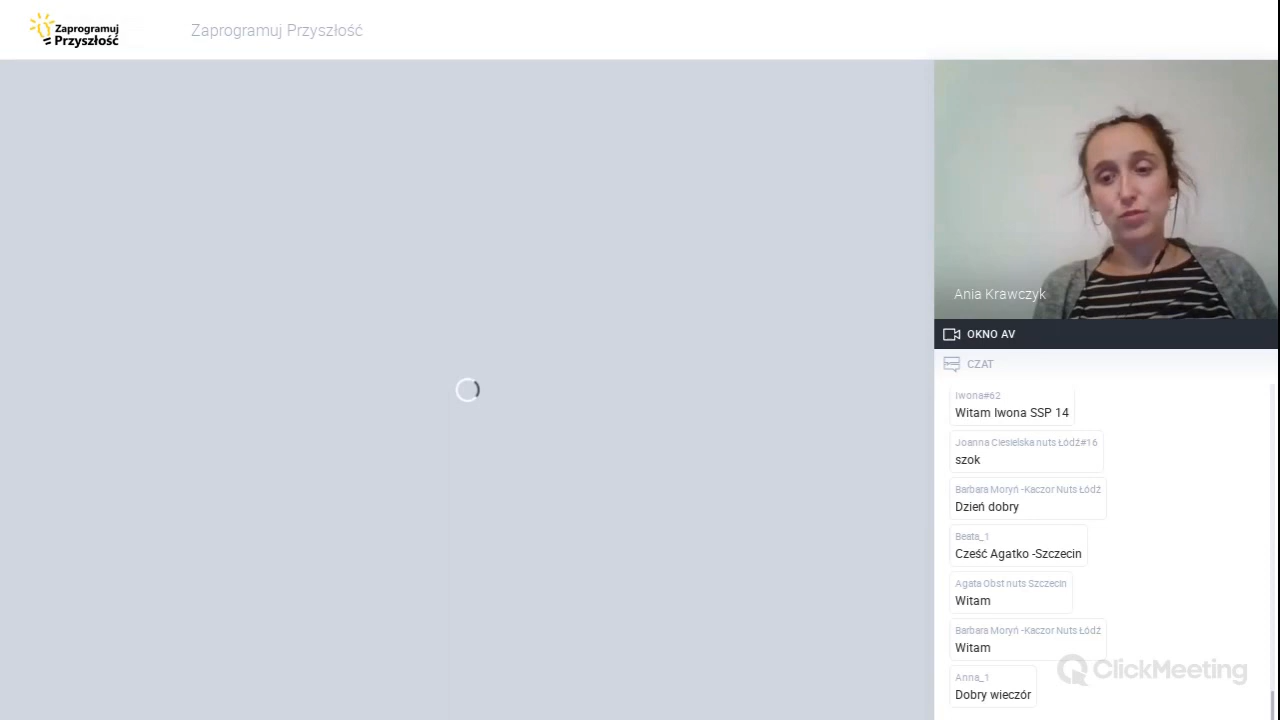 Zaprogramuj
Przyszłość
Zaprogramuj Przyszłość
Ania Krawczyk
OKNO AV
CZAT
Iwona#62
Witam Iwona SSP 14
Joanna Ciesielska nuts Łódź#16
szok
Barbara Moryń -Kaczor Nuts Łódź
Dzień dobry
Beata_1
Cześć Agatko -Szczecin
Agata Obst nuts Szczecin
Witam
Barbara Moryń -Kaczor Nuts Łódź
Witam
ClickMeeting
Anna_1
Dobry wieczór